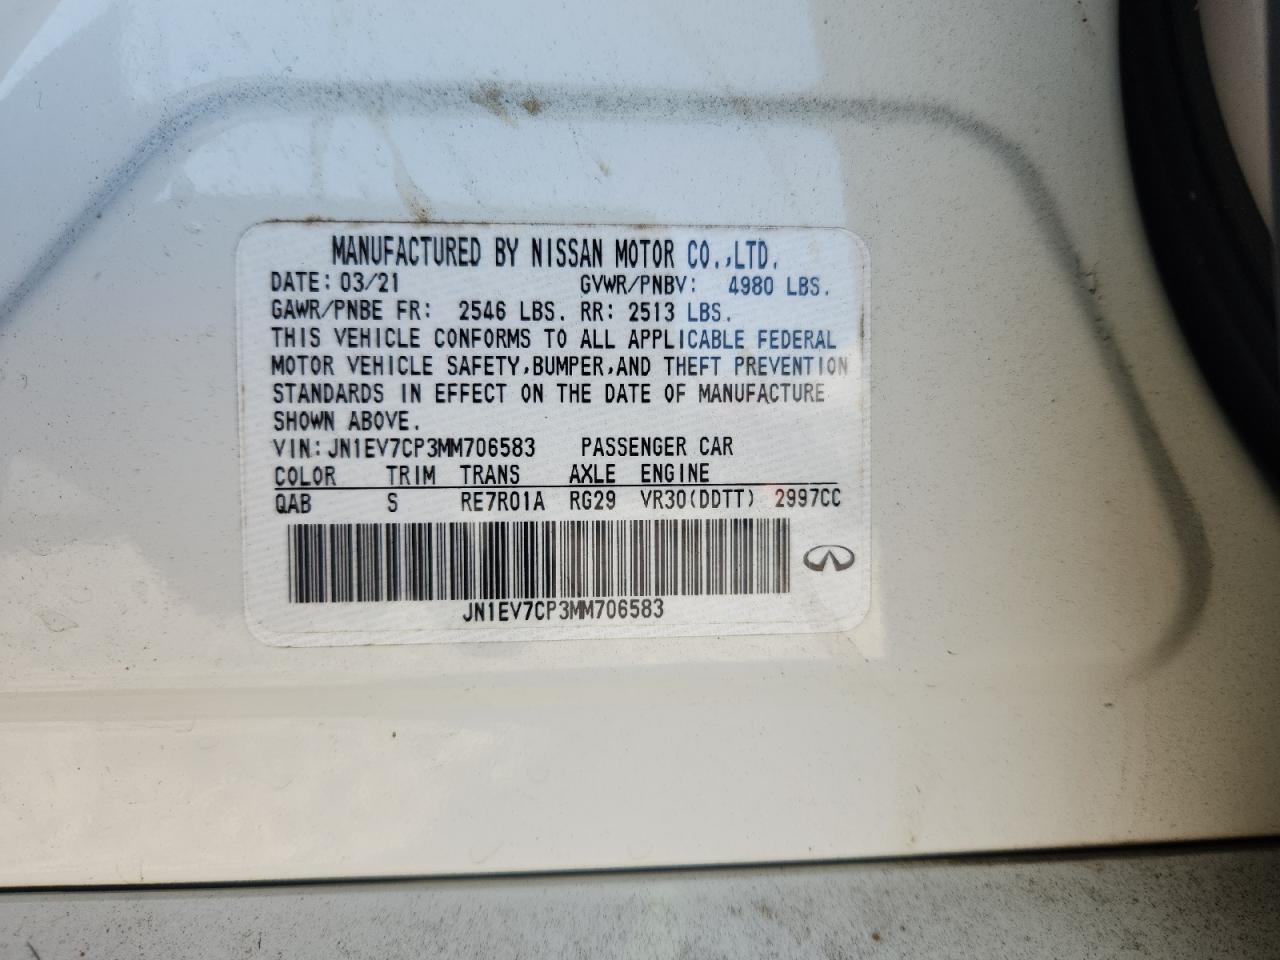 MANUFACTURED BY NISSAN MOTOR CO.,LTD.
DATE: 03/21 GVWR/PNBV: 4980 LBS.
GAWR/PNBE FR: 2546 LBS. RR: 2513 LBS.
THIS VEHICLE CONFORMS TO ALL APPLICABLE FEDERAL
MOTOR VEHICLE SAFETY,BUMPER,AND THEFT PREVENTION
STANDARDS IN EFFECT ON THE DATE OF MANUFACTURE
SHOWN ABOVE.
VIN:JN1EV7CP3MM706583 PASSENGER CAR
COLOR TRIM TRANS AXLE ENGINE
QAB S RE7R01A RG29 VR30(DDTT) 2997CC
JN1EV7CP3MM706583